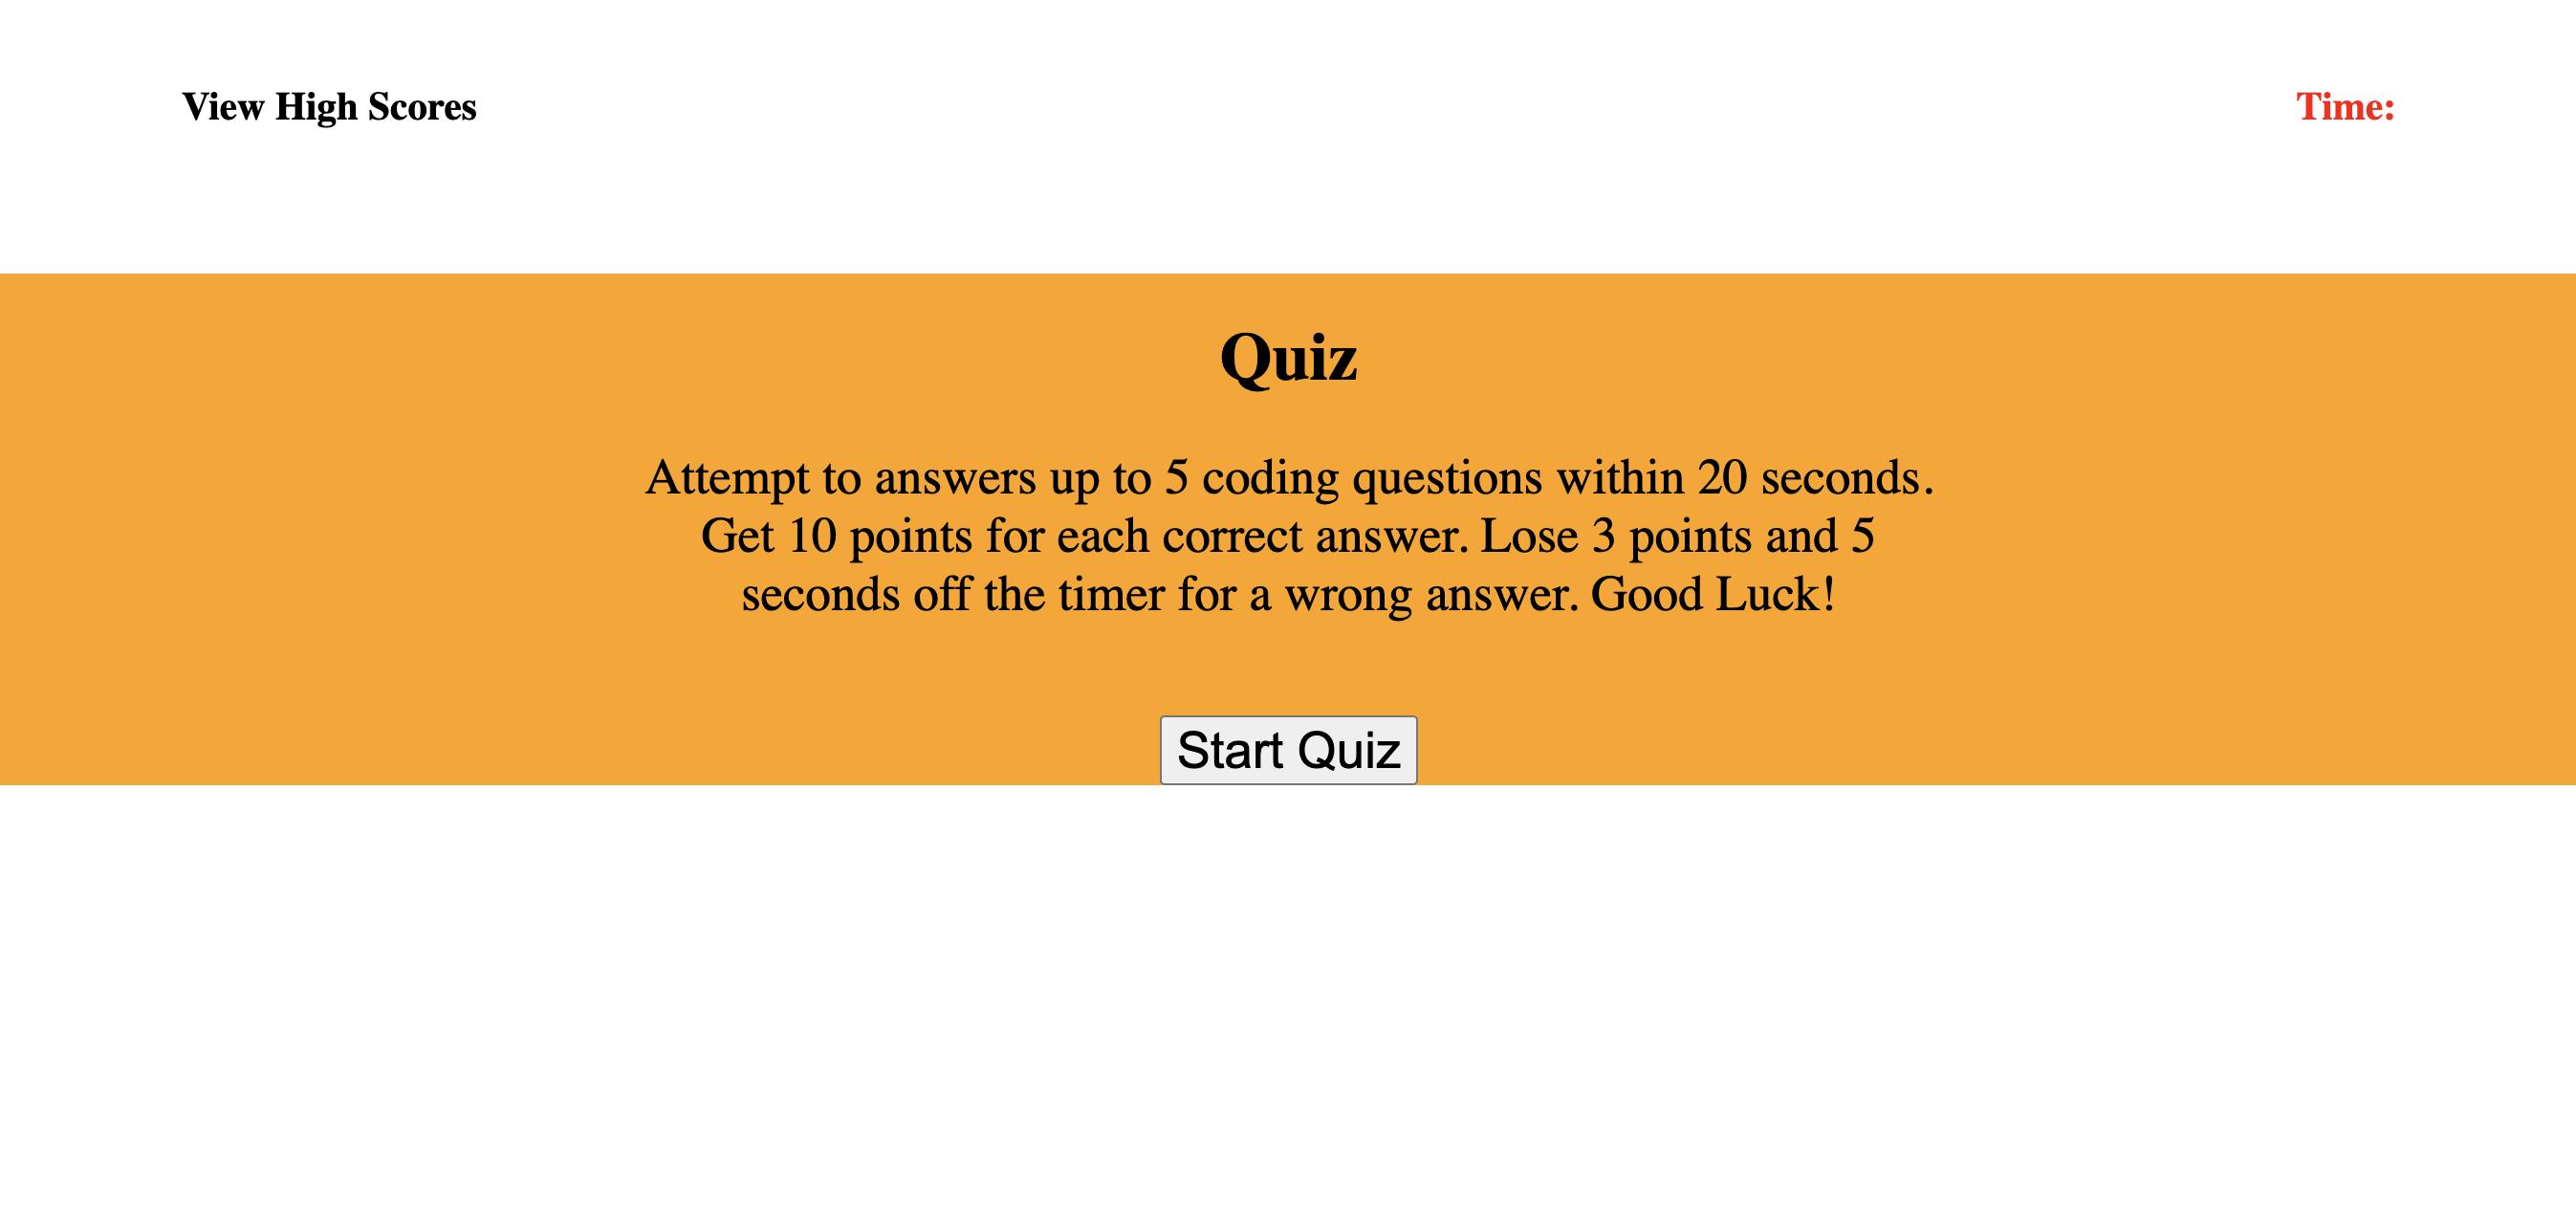 View High Scores
Time:
Quiz
Attempt to answers up to 5 coding questions within 20 seconds.
Get 10 points for each correct answer. Lose 3 points and 5
seconds off the timer for a wrong answer. Good Luck!
Start Quiz